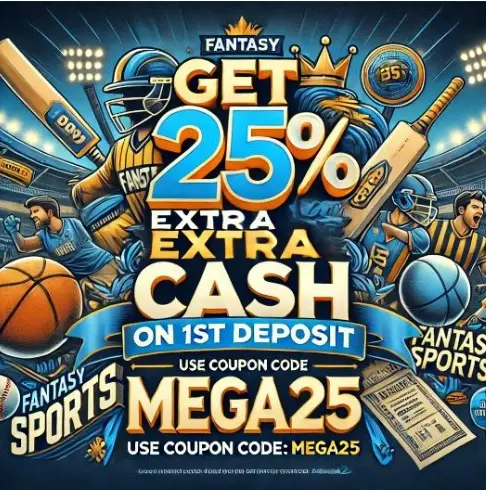 FANTASY
GET
25%
EXTRA
EXTRA
CASH
ON 1ST DEPOSIT
USE COUPON CODE
MEGA25
USE COUPON CODE: MEGA25
FANTASY
SPORTS
FANTASY
SPORTS